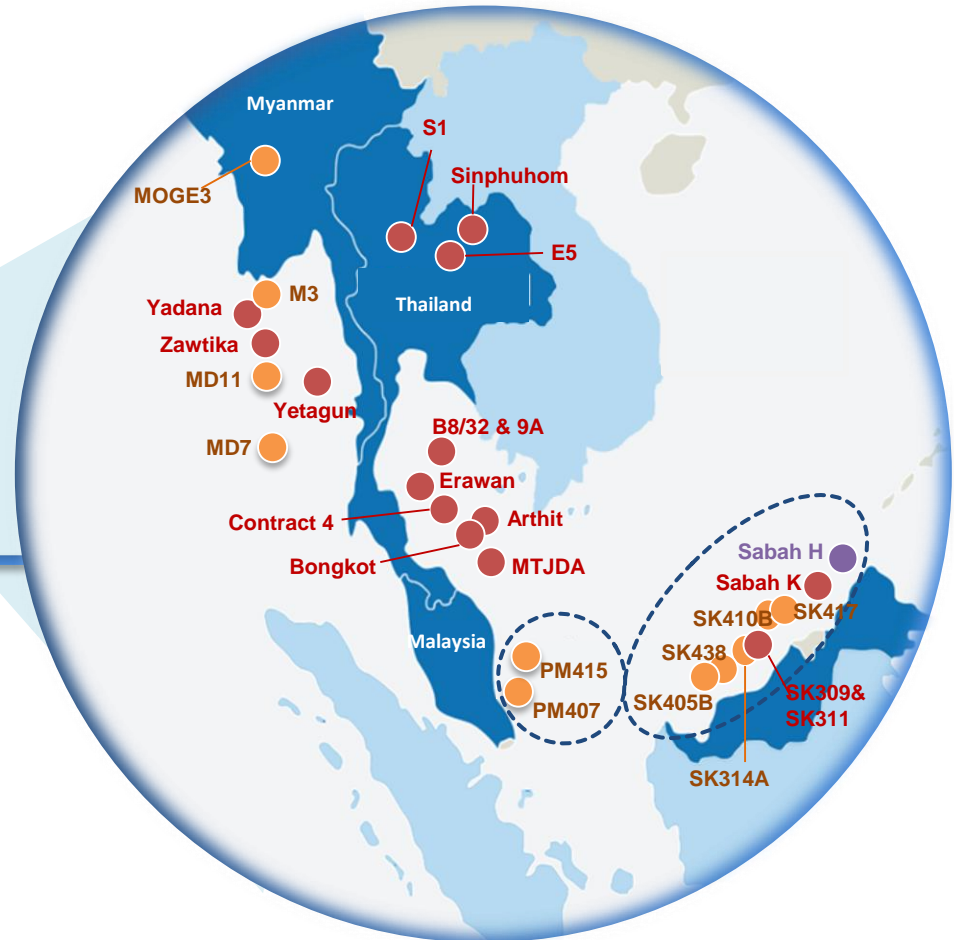 Myanmar
S1
Sinphuhom
MOGE3
E5
M3
Yadana
Thailand
Zawtika
MD11
Yetagun
B8/32 & 9A
MD7
Erawan
Contract 4
Arthit
Bongkot
MTJDA
Sabah H
Sabah K
SK410B
SK417
Malaysia
SK438
PM415
SK405B
SK309&
SK311
PM407
SK314A